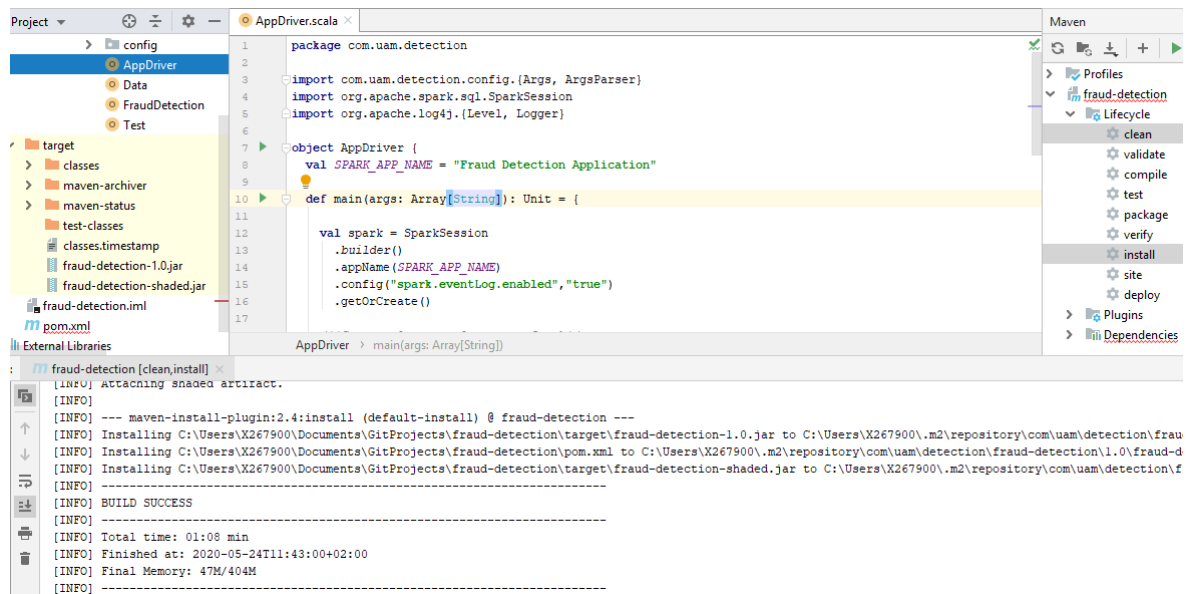 Project
config
AppDriver
Data
FraudDetection
Test
target
classes
maven-archiver
maven-status
test-classes
classes.timestamp
fraud-detection-1.0.jar
fraud-detection-shaded.jar
fraud-detection.iml
pom.xml
External Libraries
AppDriver.scala
1 package com.uam.detection
2
3 import com.uam.detection.config.{Args, ArgsParser}
4 import org.apache.spark.sql.SparkSession
5 import org.apache.log4j.{Level, Logger}
6
7 object AppDriver {
8 val SPARK_APP_NAME = "Fraud Detection Application"
9
10 def main(args: Array[String]): Unit = {
11
12 val spark = SparkSession
13 .builder()
14 .appName(SPARK_APP_NAME)
15 .config("spark.eventLog.enabled","true")
16 .getOrCreate()
17
AppDriver > main(args: Array[String])
Maven
Profiles
fraud-detection
Lifecycle
clean
validate
compile
test
package
verify
install
site
deploy
Plugins
Dependencies
fraud-detection [clean,install]
[INFO] Attaching shaded artifact.
[INFO]
[INFO] --- maven-install-plugin:2.4:install (default-install) @ fraud-detection ---
[INFO] Installing C:\Users\X267900\Documents\GitProjects\fraud-detection\target\fraud-detection-1.0.jar to C:\Users\X267900\.m2\repository\com\uam\detection\frau
[INFO] Installing C:\Users\X267900\Documents\GitProjects\fraud-detection\pom.xml to C:\Users\X267900\.m2\repository\com\uam\detection\fraud-detection\1.0\fraud-d
[INFO] Installing C:\Users\X267900\Documents\GitProjects\fraud-detection\target\fraud-detection-shaded.jar to C:\Users\X267900\.m2\repository\com\uam\detection\f
[INFO] ------------------------------------------------------------------------
[INFO] BUILD SUCCESS
[INFO] ------------------------------------------------------------------------
[INFO] Total time: 01:08 min
[INFO] Finished at: 2020-05-24T11:43:00+02:00
[INFO] Final Memory: 47M/404M
[INFO] ------------------------------------------------------------------------